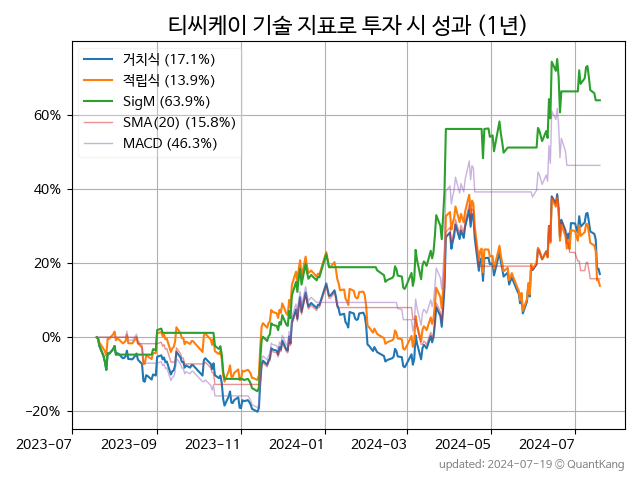 티씨케이 기술 지표로 투자 시 성과 (1년)
거치식 (17.1%)
적립식 (13.9%)
SigM (63.9%)
SMA(20) (15.8%)
MACD (46.3%)
60%
40%
20%
0%
−20%
2023-07 2023-09 2023-11 2024-01 2024-03 2024-05 2024-07
updated: 2024-07-19 © QuantKang